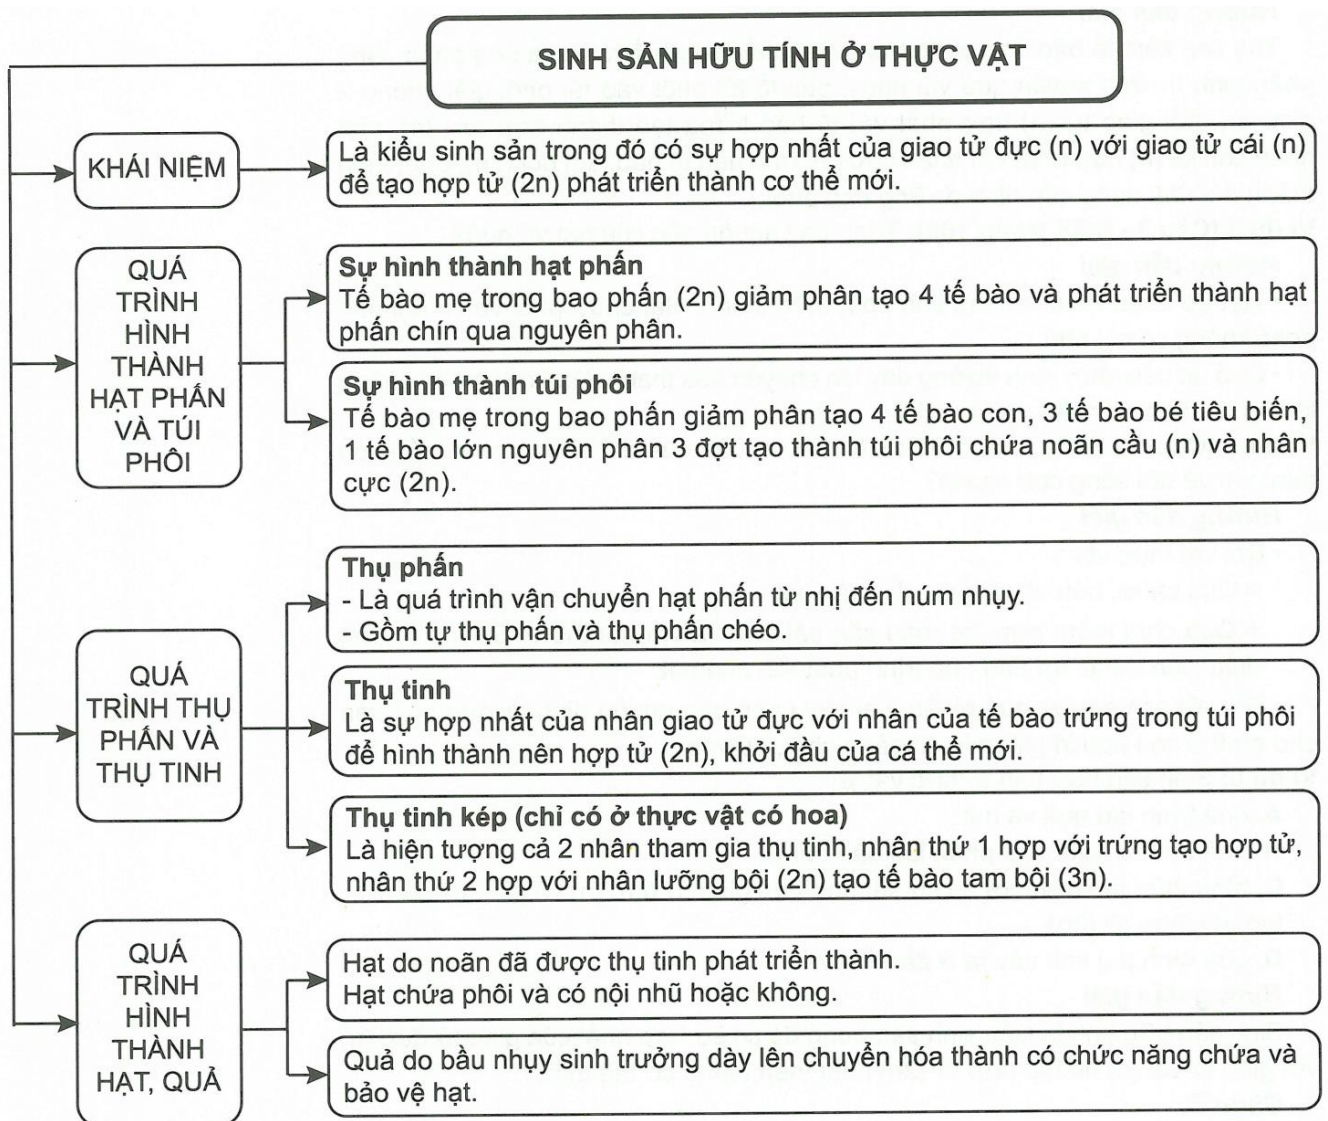 SINH SẢN HỮU TÍNH Ở THỰC VẬT
KHÁI NIỆM
Là kiểu sinh sản trong đó có sự hợp nhất của giao tử đực (n) với giao tử cái (n)
để tạo hợp tử (2n) phát triển thành cơ thể mới.
QUÁ
TRÌNH
HÌNH
THÀNH
HẠT PHẤN
VÀ TÚI
PHÔI
Sự hình thành hạt phấn
Tế bào mẹ trong bao phấn (2n) giảm phân tạo 4 tế bào và phát triển thành hạt
phấn chín qua nguyên phân.
Sự hình thành túi phôi
Tế bào mẹ trong bao phấn giảm phân tạo 4 tế bào con, 3 tế bào bé tiêu biến,
1 tế bào lớn nguyên phân 3 đợt tạo thành túi phôi chứa noãn cầu (n) và nhân
cực (2n).
QUÁ
TRÌNH THỤ
PHẤN VÀ
THỤ TINH
Thụ phấn
- Là quá trình vận chuyển hạt phấn từ nhị đến núm nhụy.
- Gồm tự thụ phấn và thụ phấn chéo.
Thụ tinh
Là sự hợp nhất của nhân giao tử đực với nhân của tế bào trứng trong túi phôi
để hình thành nên hợp tử (2n), khởi đầu của cá thể mới.
Thụ tinh kép (chỉ có ở thực vật có hoa)
Là hiện tượng cả 2 nhân tham gia thụ tinh, nhân thứ 1 hợp với trứng tạo hợp tử,
nhân thứ 2 hợp với nhân lưỡng bội (2n) tạo tế bào tam bội (3n).
QUÁ
TRÌNH
HÌNH
THÀNH
HẠT, QUẢ
Hạt do noãn đã được thụ tinh phát triển thành.
Hạt chứa phôi và có nội nhũ hoặc không.
Quả do bầu nhụy sinh trưởng dày lên chuyển hóa thành có chức năng chứa và
bảo vệ hạt.